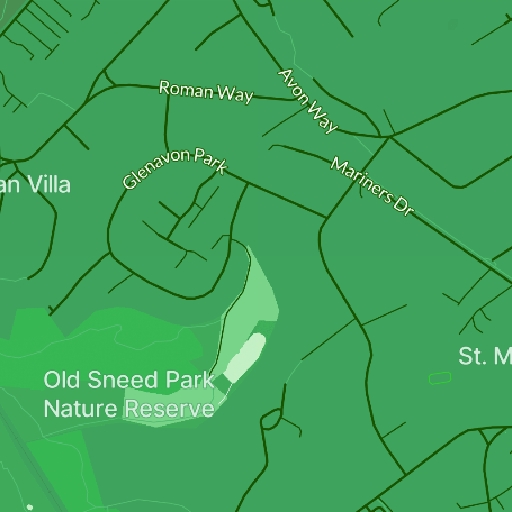 Roman Way
Avon Way
Glenavon Park
Mariners Dr
an Villa
St. M
Old Sneed Park
Nature Reserve